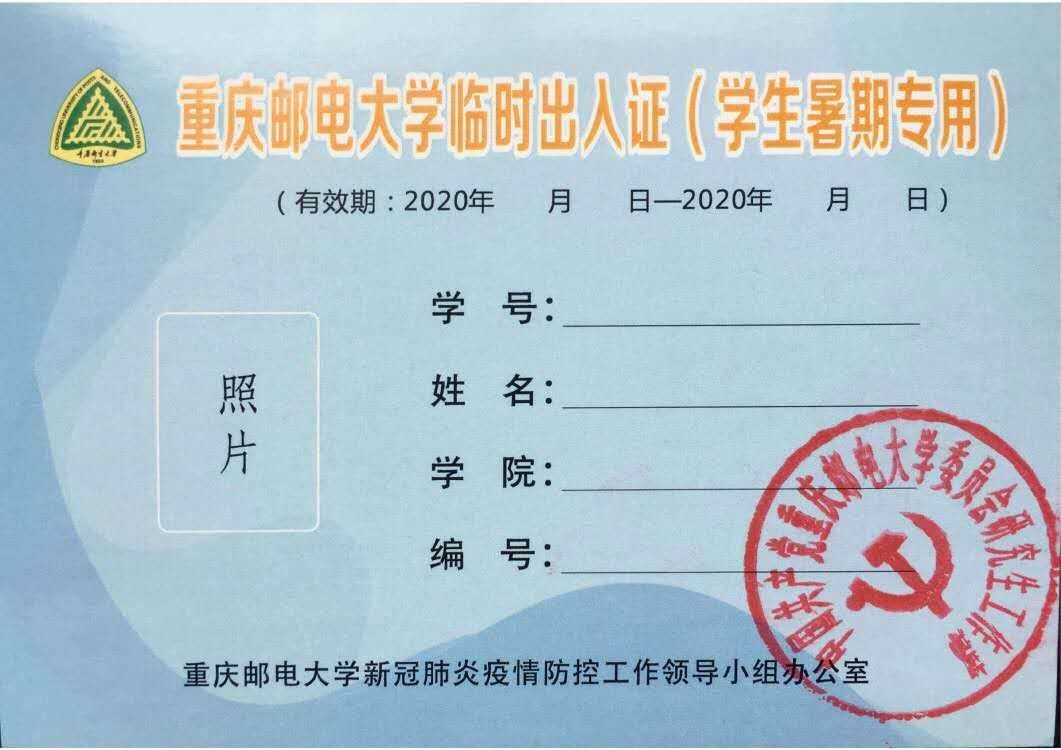 CHONGQING UNIVERSITY OF POSTS AND TELECOMMUNICATIONS
重庆邮电大学
1950
重庆邮电大学临时出入证(学生暑期专用)
(有效期:2020年 月 日—2020年 月 日)
照
片
学 号:
姓 名:
学 院:
编 号:
中国共产党重庆邮电大学委员会研究生工作部
重庆邮电大学新冠肺炎疫情防控工作领导小组办公室